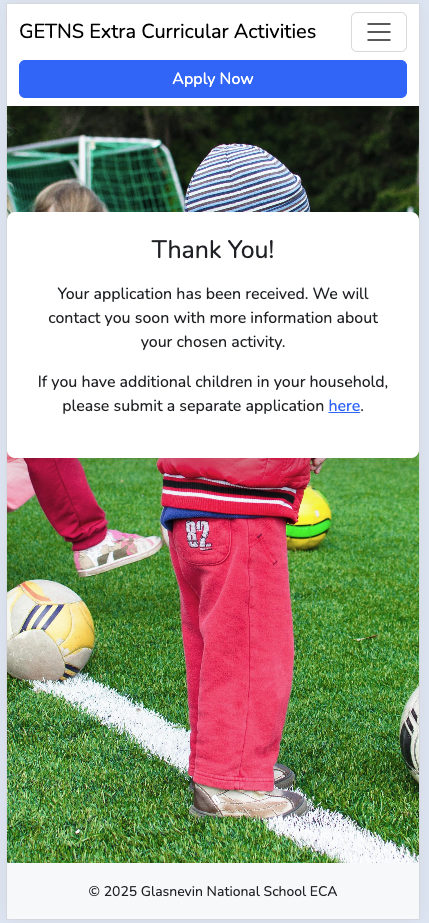 GETNS Extra Curricular Activities
Apply Now
Thank You!
Your application has been received. We will
contact you soon with more information about
your chosen activity.
If you have additional children in your household,
please submit a separate application here.
82
© 2025 Glasnevin National School ECA